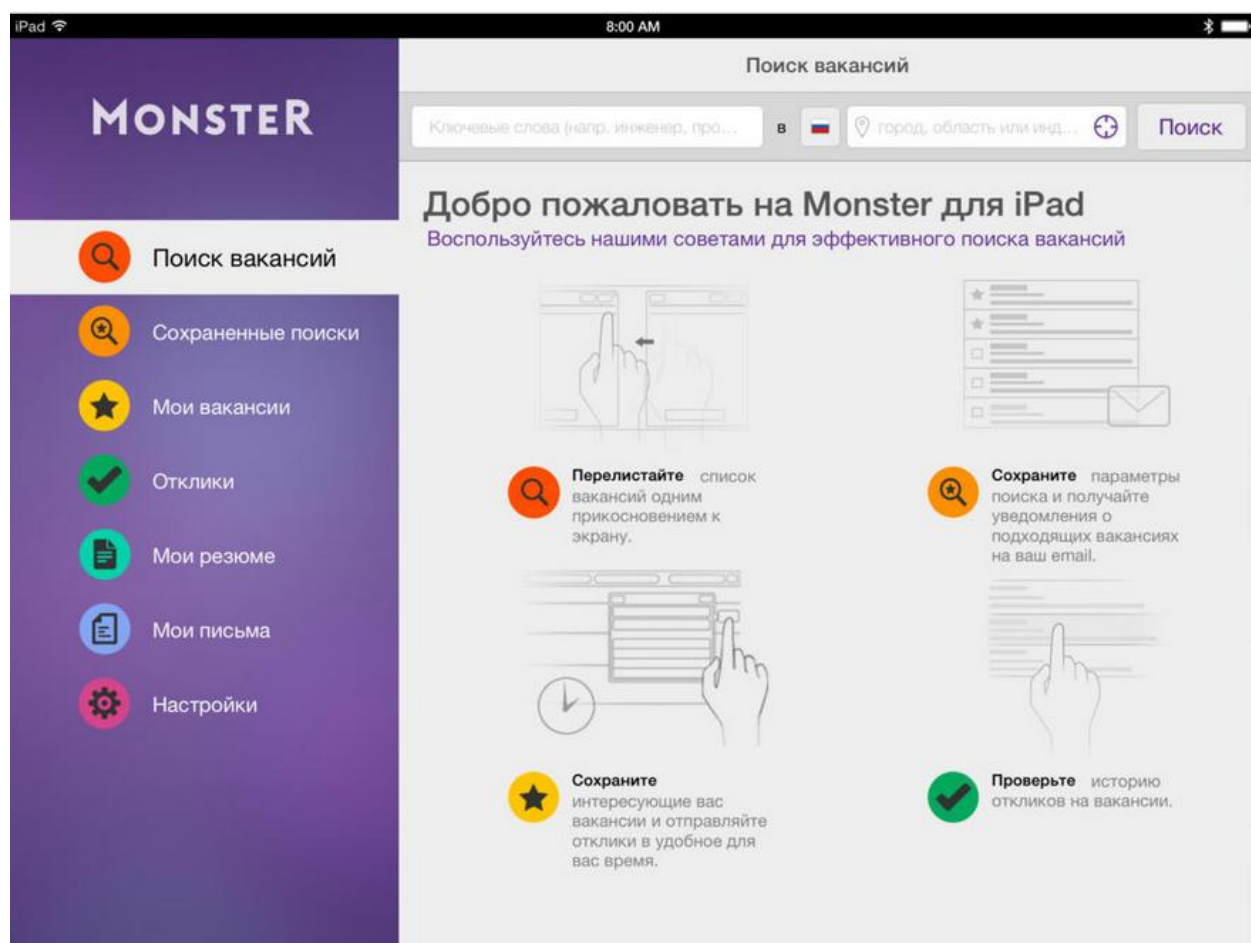 iPad 8:00 AM
MONSTER
Поиск вакансий
Сохраненные поиски
Мои вакансии
Отклики
Мои резюме
Мои письма
Настройки
Поиск вакансий
Ключевые слова (напр. инженер, про... в город, область или инд... Поиск
Добро пожаловать на Monster для iPad
Воспользуйтесь нашими советами для эффективного поиска вакансий
Перелистайте список
вакансий одним
прикосновением к
экрану.
Сохраните параметры
поиска и получайте
уведомления о
подходящих вакансиях
на ваш email.
Сохраните
интересующие вас
вакансии и отправляйте
отклики в удобное для
вас время.
Проверьте историю
откликов на вакансии.